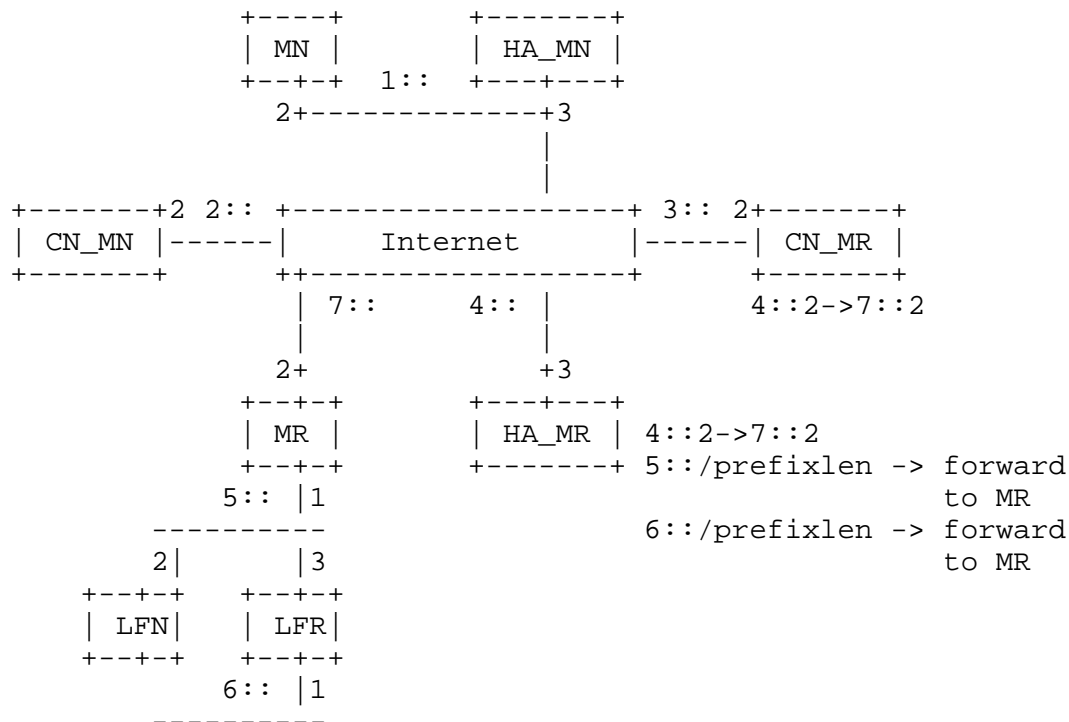 +----+       +-------+
| MN |       | HA_MN |
+--+-+  1::  +---+---+
2+-------------+3
|
|
+-------+2 2:: +-------------------+ 3:: 2+-------+
| CN_MN |------|     Internet      |------| CN_MR |
+-------+      ++------------------+      +-------+
| 7::     4:: |            4::2->7::2
|             |
2+             +3
+--+-+       +---+---+
| MR |       | HA_MR | 4::2->7::2
+--+-+       +-------+ 5::/prefixlen -> forward
5:: |1                                    to MR
----------                 6::/prefixlen -> forward
2|      |3                                    to MR
+--+-+   +--+-+
| LFN|   | LFR|
+--+-+   +--+-+
6:: |1
----------